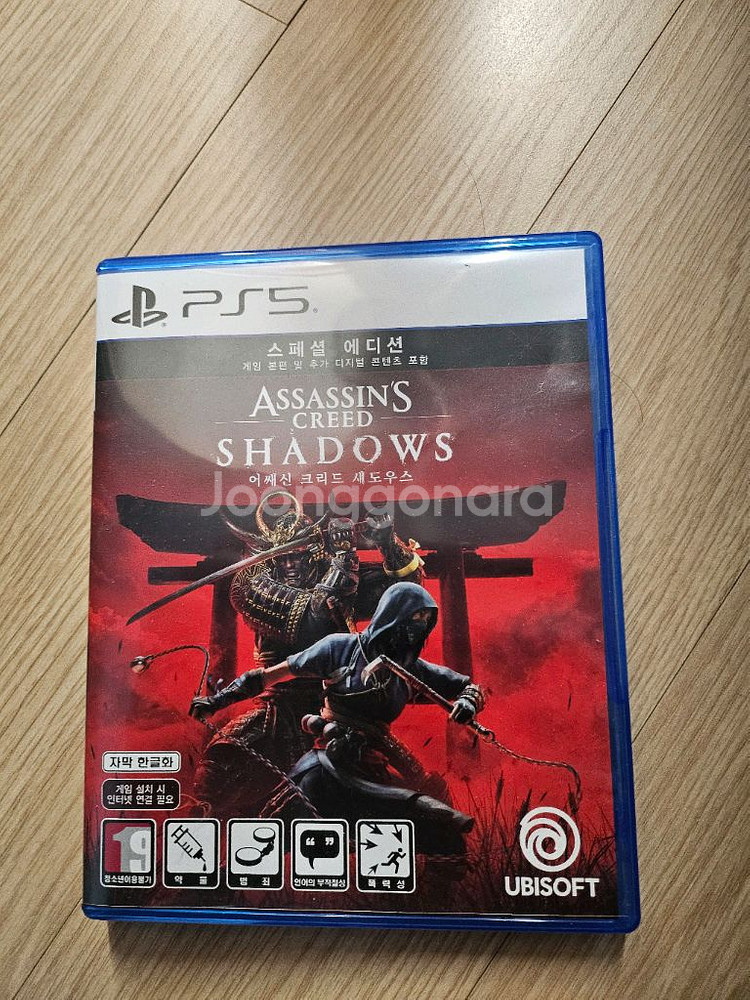 PS5
스페셜 에디션
게임 본편 및 추가 디지털 콘텐츠 포함
ASSASSIN'S
CREED
SHADOWS
어쌔신 크리드 섀도우스
Joonggonara
자막 한글화
게임 설치 시
인터넷 연결 필요
19
청소년이용불가
약물
범죄
언어의 부적절성
폭력성
UBISOFT